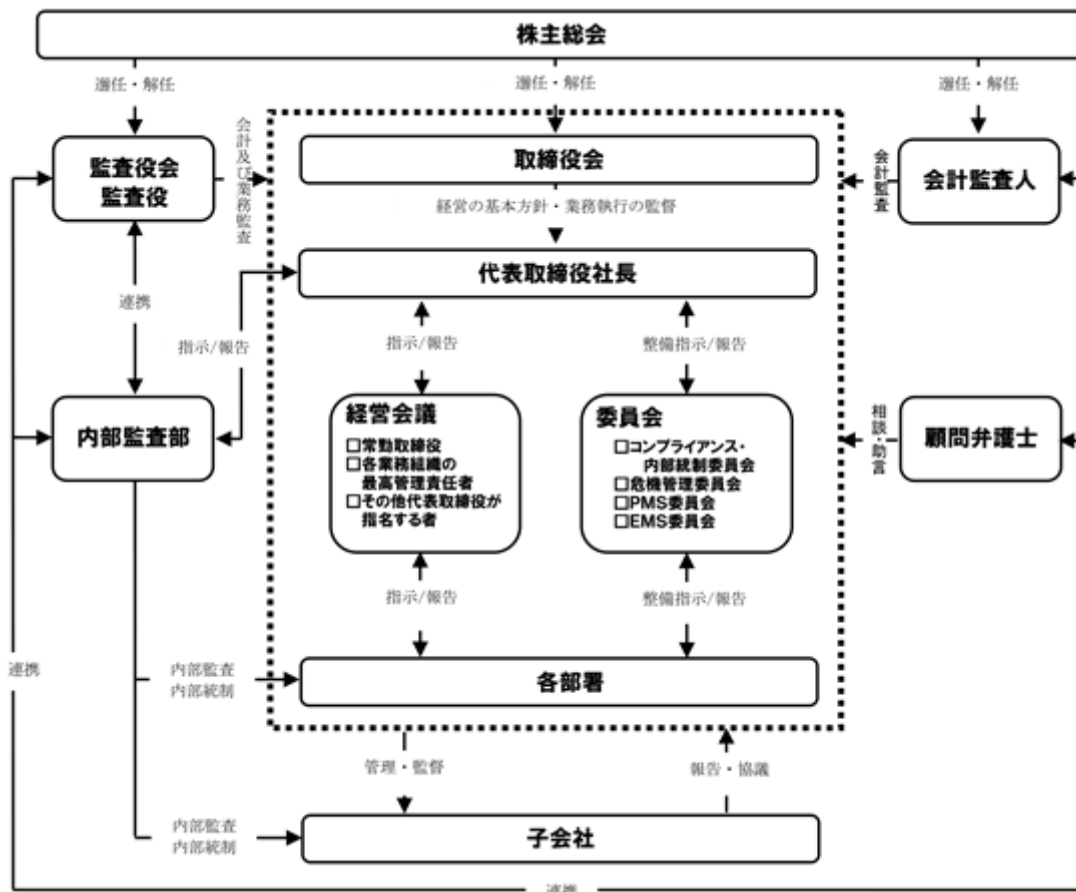 株主総会
選任・解任
選任・解任
選任・解任
監査役会
監査役
会計及び業務監査
取締役会
会計監査
会計監査人
経営の基本方針・業務執行の監督
代表取締役社長
連携
指示/報告
指示/報告
整備指示/報告
内部監査部
経営会議
□常勤取締役
□各業務組織の
最高管理責任者
□その他代表取締役が
指名する者
委員会
□コンプライアンス・
内部統制委員会
□危機管理委員会
□PMS委員会
□EMS委員会
相談・助言
顧問弁護士
指示/報告
整備指示/報告
連携
内部監査
内部統制
各部署
管理・監督
報告・協議
内部監査
内部統制
子会社
連携